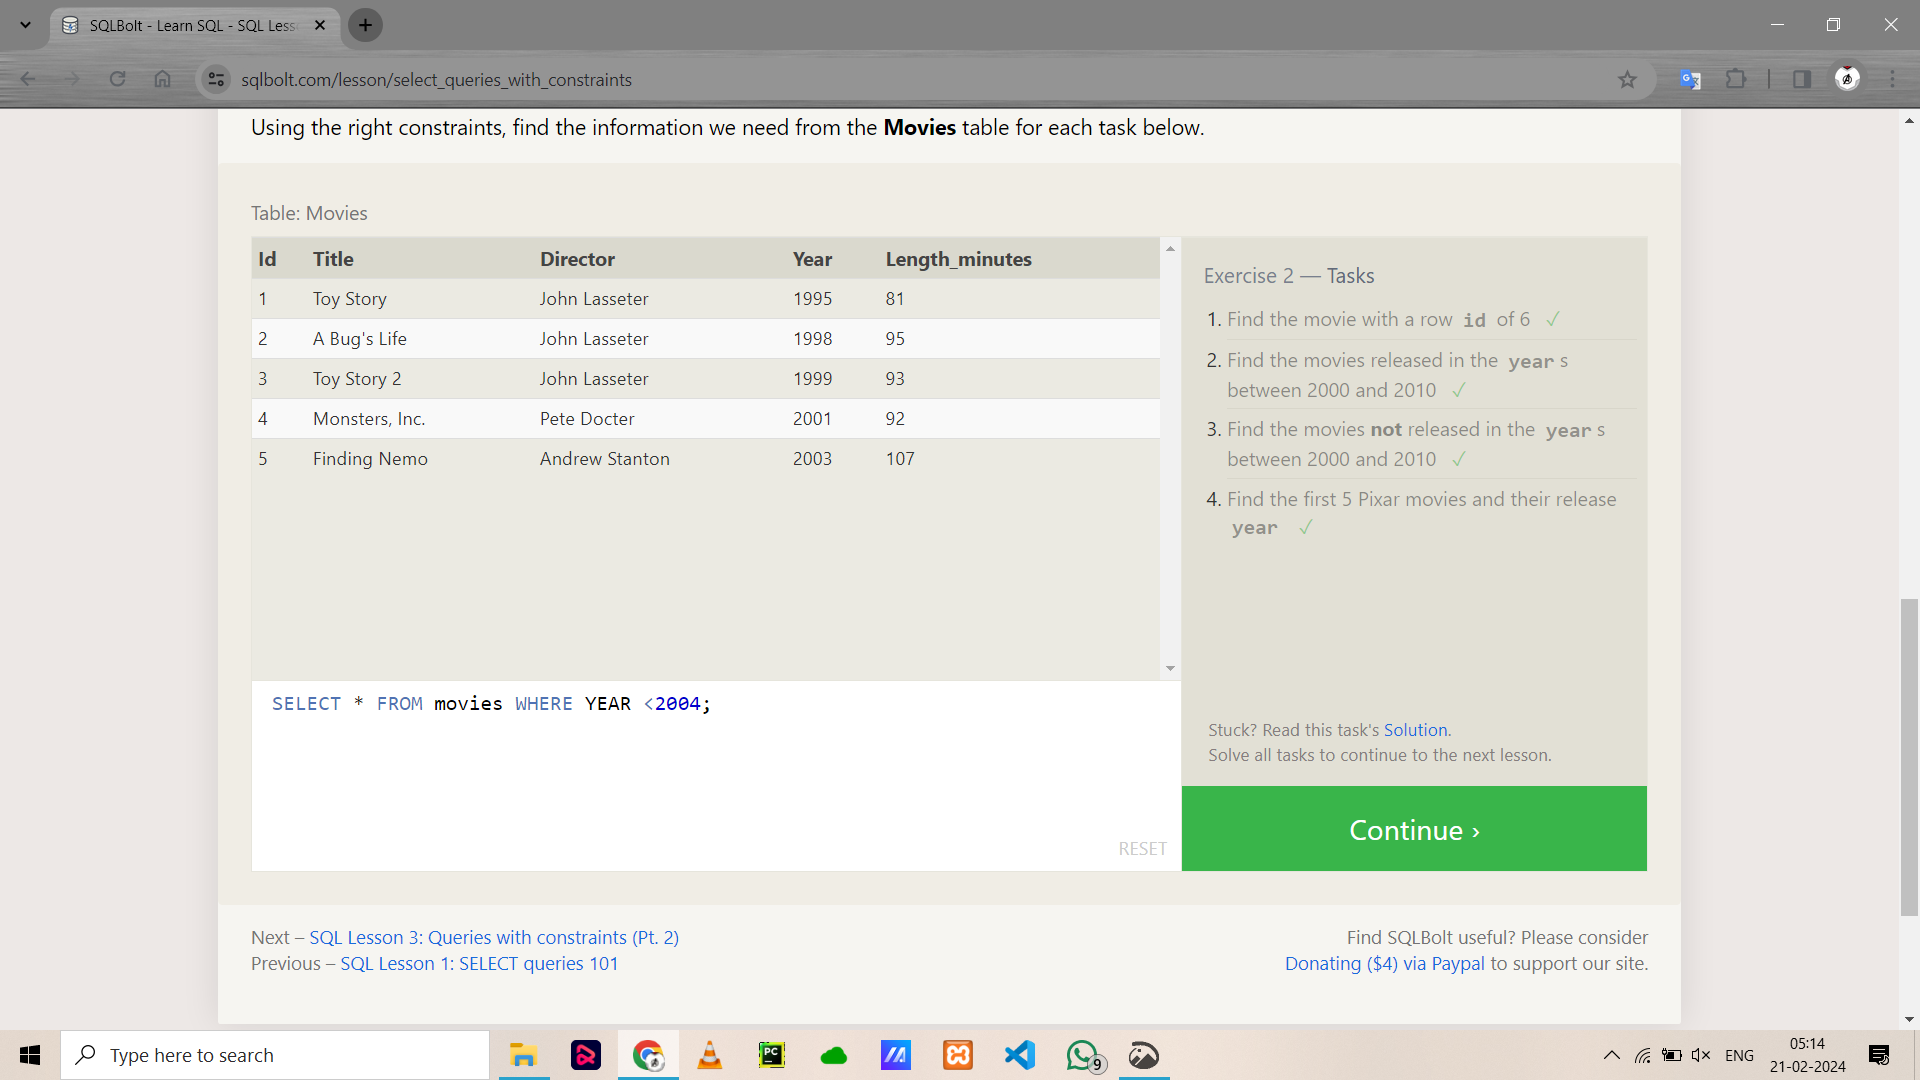 SQLBolt - Learn SQL - SQL Less
sqlbolt.com/lesson/select_queries_with_constraints
Using the right constraints, find the information we need from the Movies table for each task below.
Table: Movies
Id Title Director Year Length_minutes
1 Toy Story John Lasseter 1995 81
2 A Bug's Life John Lasseter 1998 95
3 Toy Story 2 John Lasseter 1999 93
4 Monsters, Inc. Pete Docter 2001 92
5 Finding Nemo Andrew Stanton 2003 107
SELECT * FROM movies WHERE YEAR <2004;
RESET
Exercise 2 — Tasks
1. Find the movie with a row id of 6 ✓
2. Find the movies released in the year s
between 2000 and 2010 ✓
3. Find the movies not released in the year s
between 2000 and 2010 ✓
4. Find the first 5 Pixar movies and their release
year ✓
Stuck? Read this task's Solution.
Solve all tasks to continue to the next lesson.
Continue ›
Next – SQL Lesson 3: Queries with constraints (Pt. 2)
Previous – SQL Lesson 1: SELECT queries 101
Find SQLBolt useful? Please consider
Donating ($4) via Paypal to support our site.
Type here to search
PC
9
ENG
05:14
21-02-2024